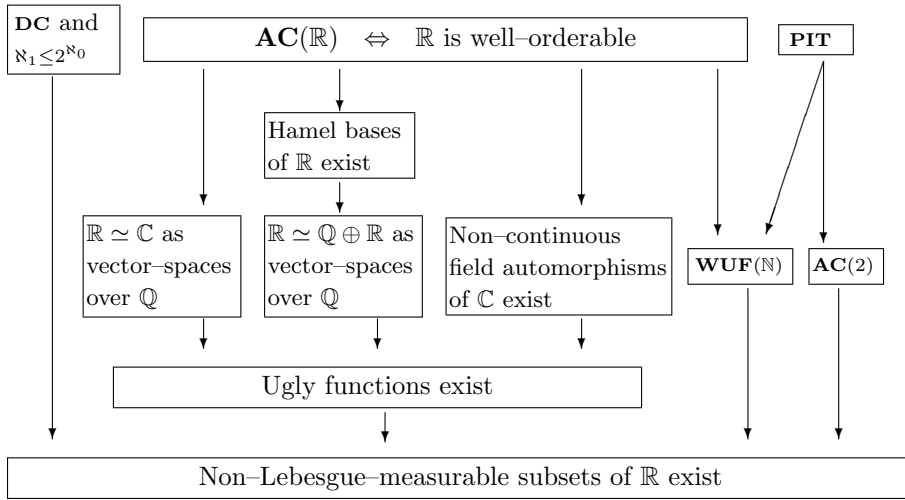 DC and
ℵ₁≤2^ℵ₀
AC(ℝ) ⇔ ℝ is well–orderable
PIT
Hamel bases
of ℝ exist
ℝ ≃ ℂ as
vector–spaces
over ℚ
ℝ ≃ ℚ ⊕ ℝ as
vector–spaces
over ℚ
Non–continuous
field automorphisms
of ℂ exist
WUF(ℕ)
AC(2)
Ugly functions exist
Non–Lebesgue–measurable subsets of ℝ exist